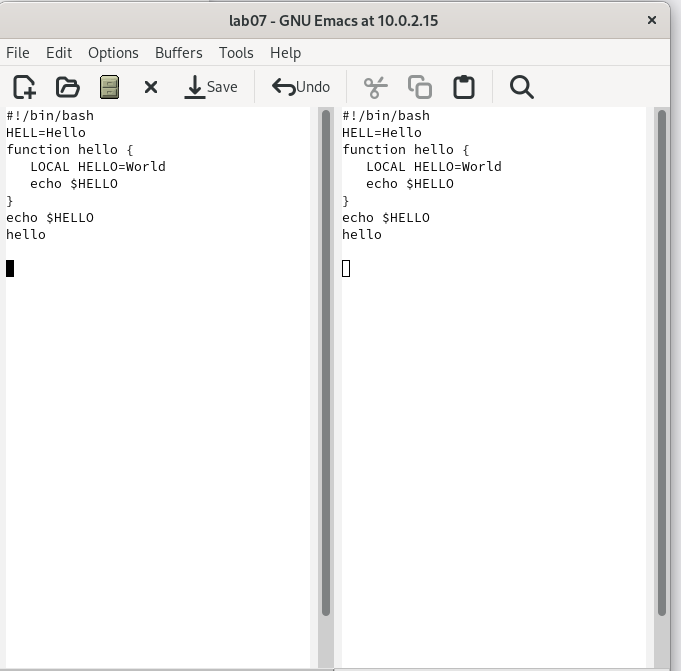 lab07 - GNU Emacs at 10.0.2.15
File Edit Options Buffers Tools Help
Save Undo
#!/bin/bash
HELL=Hello
function hello {
   LOCAL HELLO=World
   echo $HELLO
}
echo $HELLO
hello
#!/bin/bash
HELL=Hello
function hello {
   LOCAL HELLO=World
   echo $HELLO
}
echo $HELLO
hello